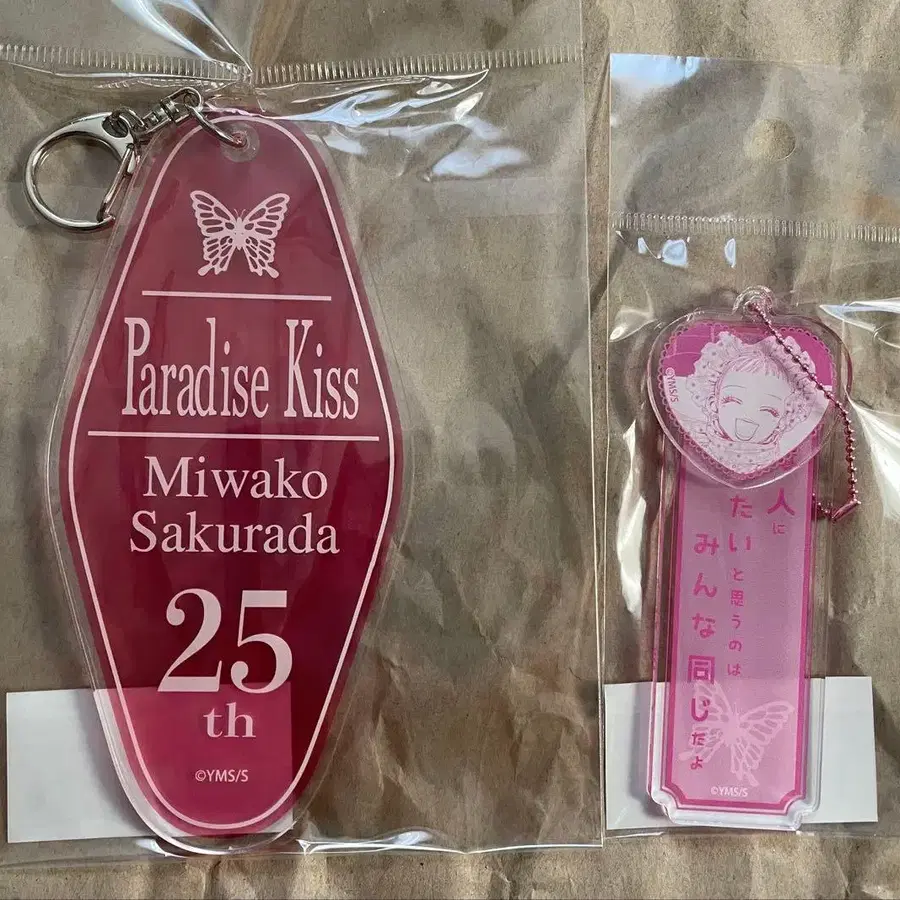 Paradise Kiss
Miwako
Sakurada
25
th
©YMS/S
©YMS/S
人に
たいと思うのは
みんな同じだよ
©YMS/S